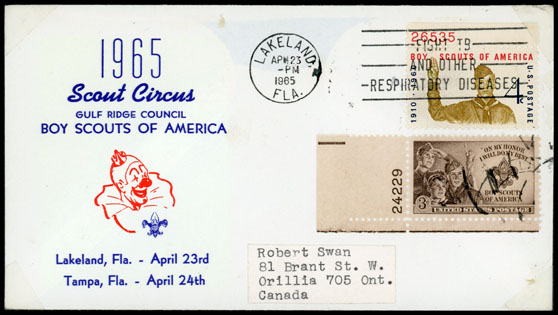 1965
Scout Circus
GULF RIDGE COUNCIL
BOY SCOUTS OF AMERICA
Lakeland, Fla. - April 23rd
Tampa, Fla. - April 24th
LAKELAND,
APR 23
-PM
1965
FLA.
FIGHT TB
AND OTHER
RESPIRATORY DISEASES
26535
BOY SCOUTS OF AMERICA
1910
4¢
U.S. POSTAGE
24229
ON MY HONOR
I WILL DO MY BEST
3¢
BOY SCOUTS
OF AMERICA
UNITED STATES POSTAGE
Robert Swan
81 Brant St. W.
Orillia 705 Ont.
Canada